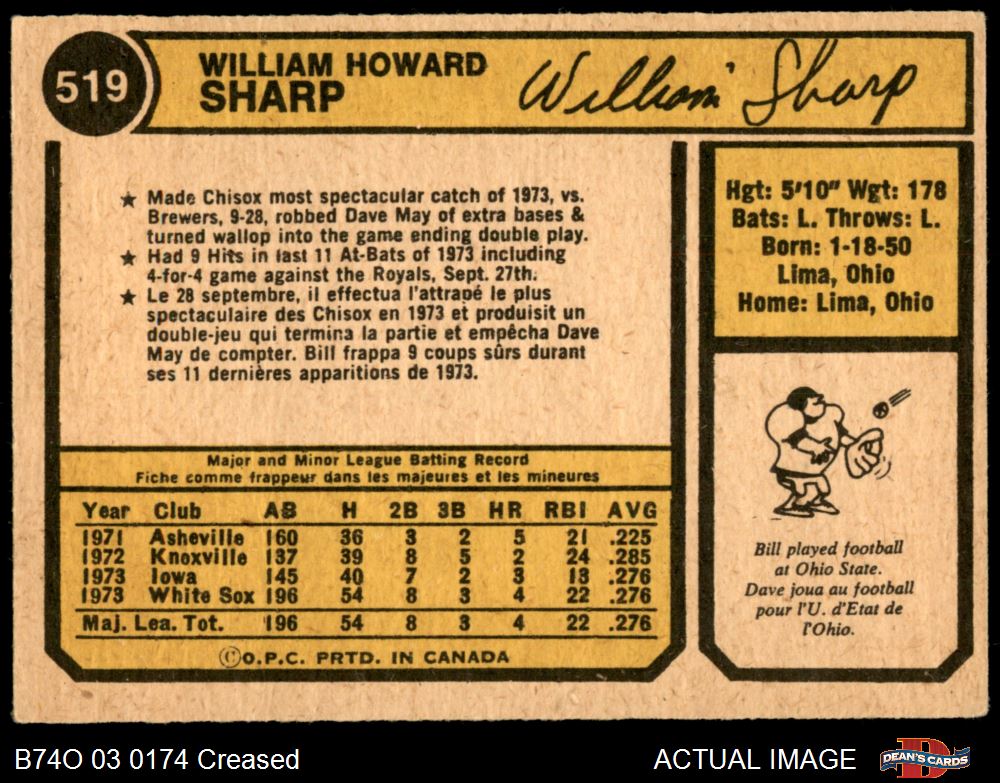 519
WILLIAM HOWARD
SHARP
William Sharp
★ Made Chisox most spectacular catch of 1973, vs.
Brewers, 9-28, robbed Dave May of extra bases &
turned wallop into the game ending double play.
★ Had 9 Hits in last 11 At-Bats of 1973 including
4-for-4 game against the Royals, Sept. 27th.
★ Le 28 septembre, il effectua l'attrapé le plus
spectaculaire des Chisox en 1973 et produisit un
double-jeu qui termina la partie et empêcha Dave
May de compter. Bill frappa 9 coups sûrs durant
ses 11 dernières apparitions de 1973.
Major and Minor League Batting Record
Fiche comme frappeur dans les majeures et les mineures
Year Club AB H 2B 3B HR RBI AVG
1971 Asheville 160 36 3 2 5 21 .225
1972 Knoxville 137 39 8 5 2 24 .285
1973 Iowa 145 40 7 2 3 13 .276
1973 White Sox 196 54 8 3 4 22 .276
Maj. Lea. Tot. 196 54 8 3 4 22 .276
©O.P.C. PRTD. IN CANADA
Hgt: 5'10" Wgt: 178
Bats: L. Throws: L.
Born: 1-18-50
Lima, Ohio
Home: Lima, Ohio
Bill played football
at Ohio State.
Dave joua au football
pour l'U. d'Etat de
l'Ohio.
B74O 03 0174 Creased
ACTUAL IMAGE
D
DEAN'S CARDS